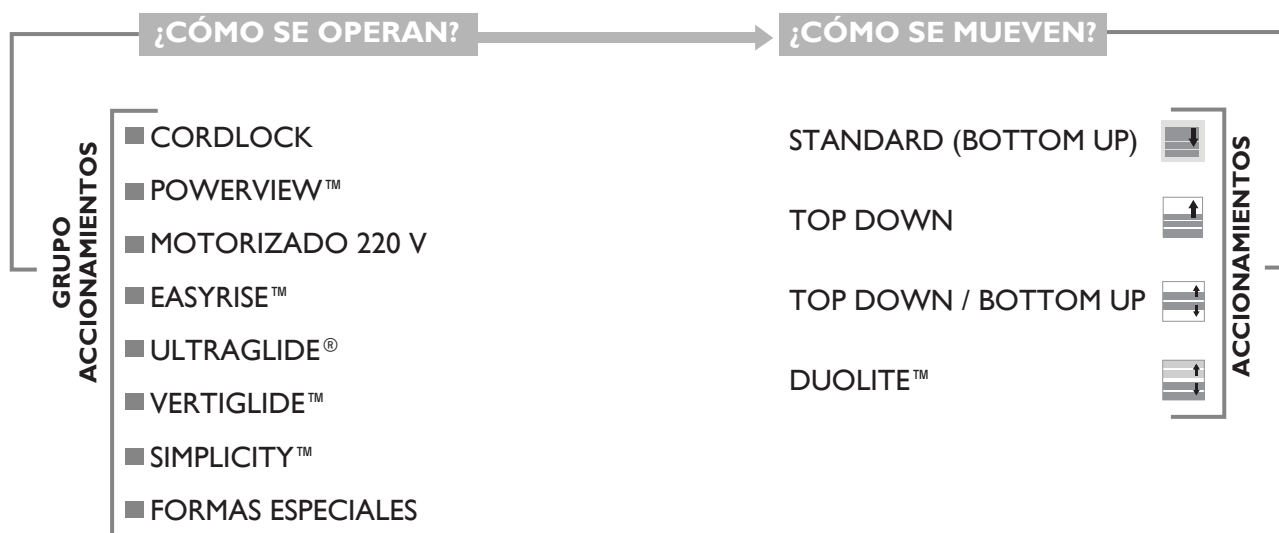 ¿CÓMO SE OPERAN?
¿CÓMO SE MUEVEN?
GRUPO
ACCIONAMIENTOS
CORDLOCK
POWERVIEW™
MOTORIZADO 220 V
EASYRISE™
ULTRAGLIDE®
VERTIGLIDE™
SIMPLICITY™
FORMAS ESPECIALES
STANDARD (BOTTOM UP)
TOP DOWN
TOP DOWN / BOTTOM UP
DUOLITE™
ACCIONAMIENTOS